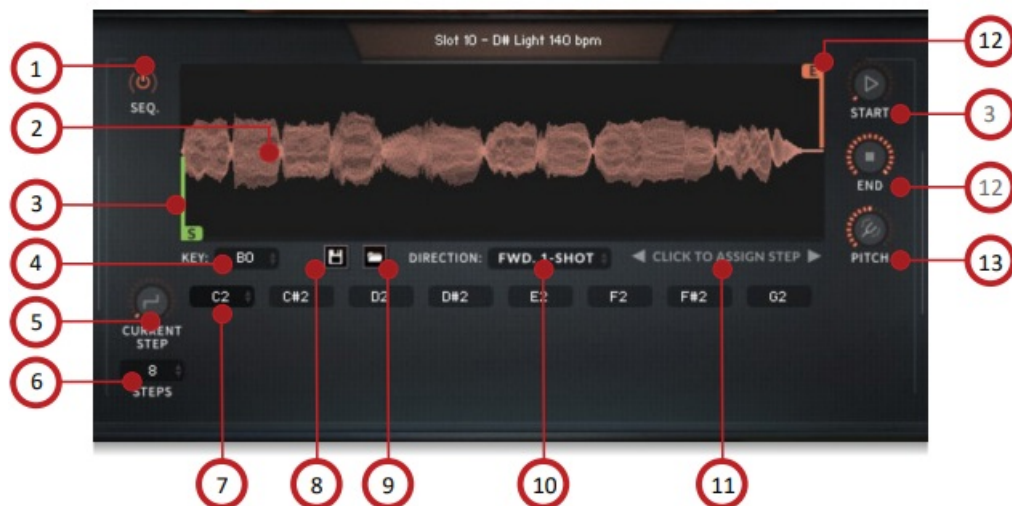 Slot 10 - D# Light 140 bpm
12
1
E
SEQ.
START
3
2
END
12
3
S
KEY: B0 DIRECTION: FWD. 1-SHOT CLICK TO ASSIGN STEP
PITCH
13
4
C2 C#2 D2 D#2 E2 F2 F#2 G2
5
CURRENT
STEP
6
8
STEPS
7 8 9 10 11